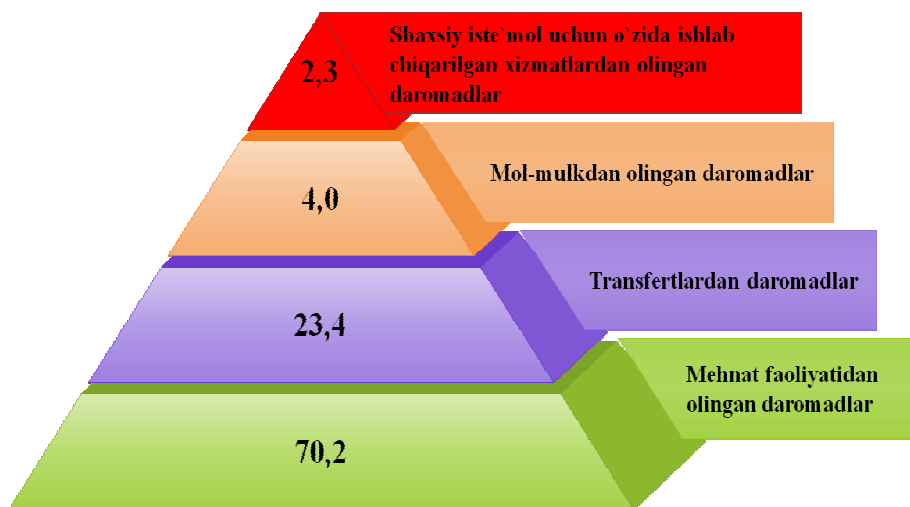 2,3
Shaxsiy iste`mol uchun o`zida ishlab
chiqarilgan xizmatlardan olingan
daromadlar
4,0
Mol-mulkdan olingan daromadlar
23,4
Transfertlardan daromadlar
70,2
Mehnat faoliyatidan
olingan daromadlar